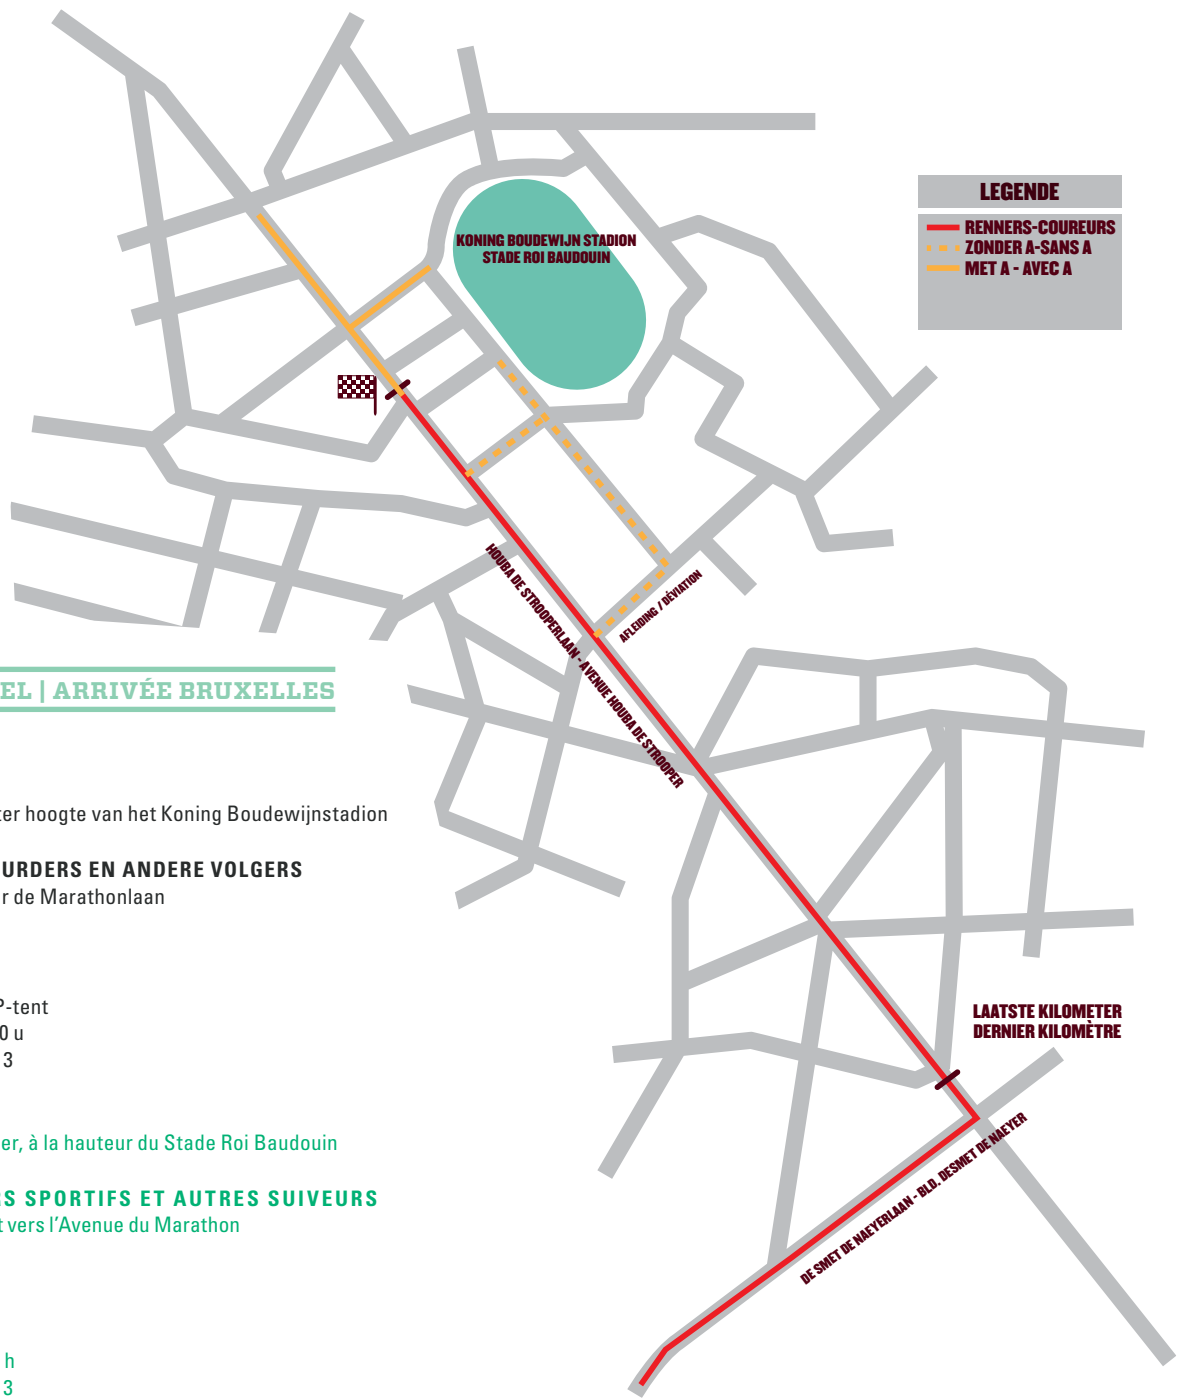 KONING BOUDEWIJN STADION
STADE ROI BAUDOUIN
LEGENDE
RENNERS-COUREURS
ZONDER A-SANS A
MET A - AVEC A
HOUBA DE STROOPERLAAN - AVENUE HOUBA DE STROOPER
AFLEIDING / DÉVIATION
LAATSTE KILOMETER
DERNIER KILOMÈTRE
DE SMET DE NAEYERLAAN - BLD. DESMET DE NAEYER
EL | ARRIVÉE BRUXELLES
ter hoogte van het Koning Boudewijnstadion
URDERS EN ANDERE VOLGERS
r de Marathonlaan
P-tent
0 u
3
er, à la hauteur du Stade Roi Baudouin
RS SPORTIFS ET AUTRES SUIVEURS
t vers l'Avenue du Marathon
h
3